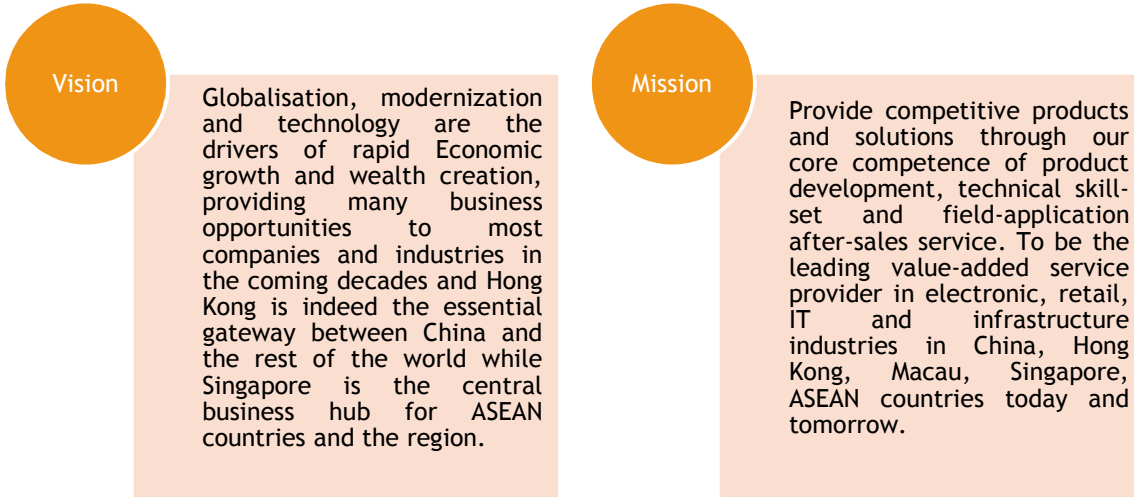 Vision
Globalisation, modernization
and technology are the
drivers of rapid Economic
growth and wealth creation,
providing many business
opportunities to most
companies and industries in
the coming decades and Hong
Kong is indeed the essential
gateway between China and
the rest of the world while
Singapore is the central
business hub for ASEAN
countries and the region.
Mission
Provide competitive products
and solutions through our
core competence of product
development, technical skill-
set and field-application
after-sales service. To be the
leading value-added service
provider in electronic, retail,
IT and infrastructure
industries in China, Hong
Kong, Macau, Singapore,
ASEAN countries today and
tomorrow.